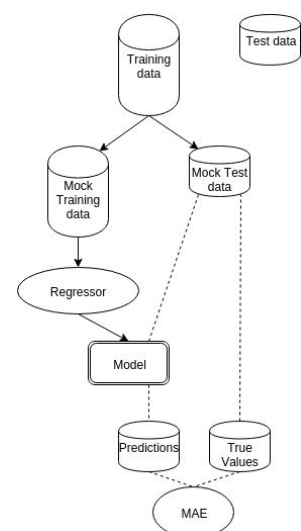 Training
data
Test data
Mock
Training
data
Mock Test
data
Regressor
Model
Predictions
True
Values
MAE